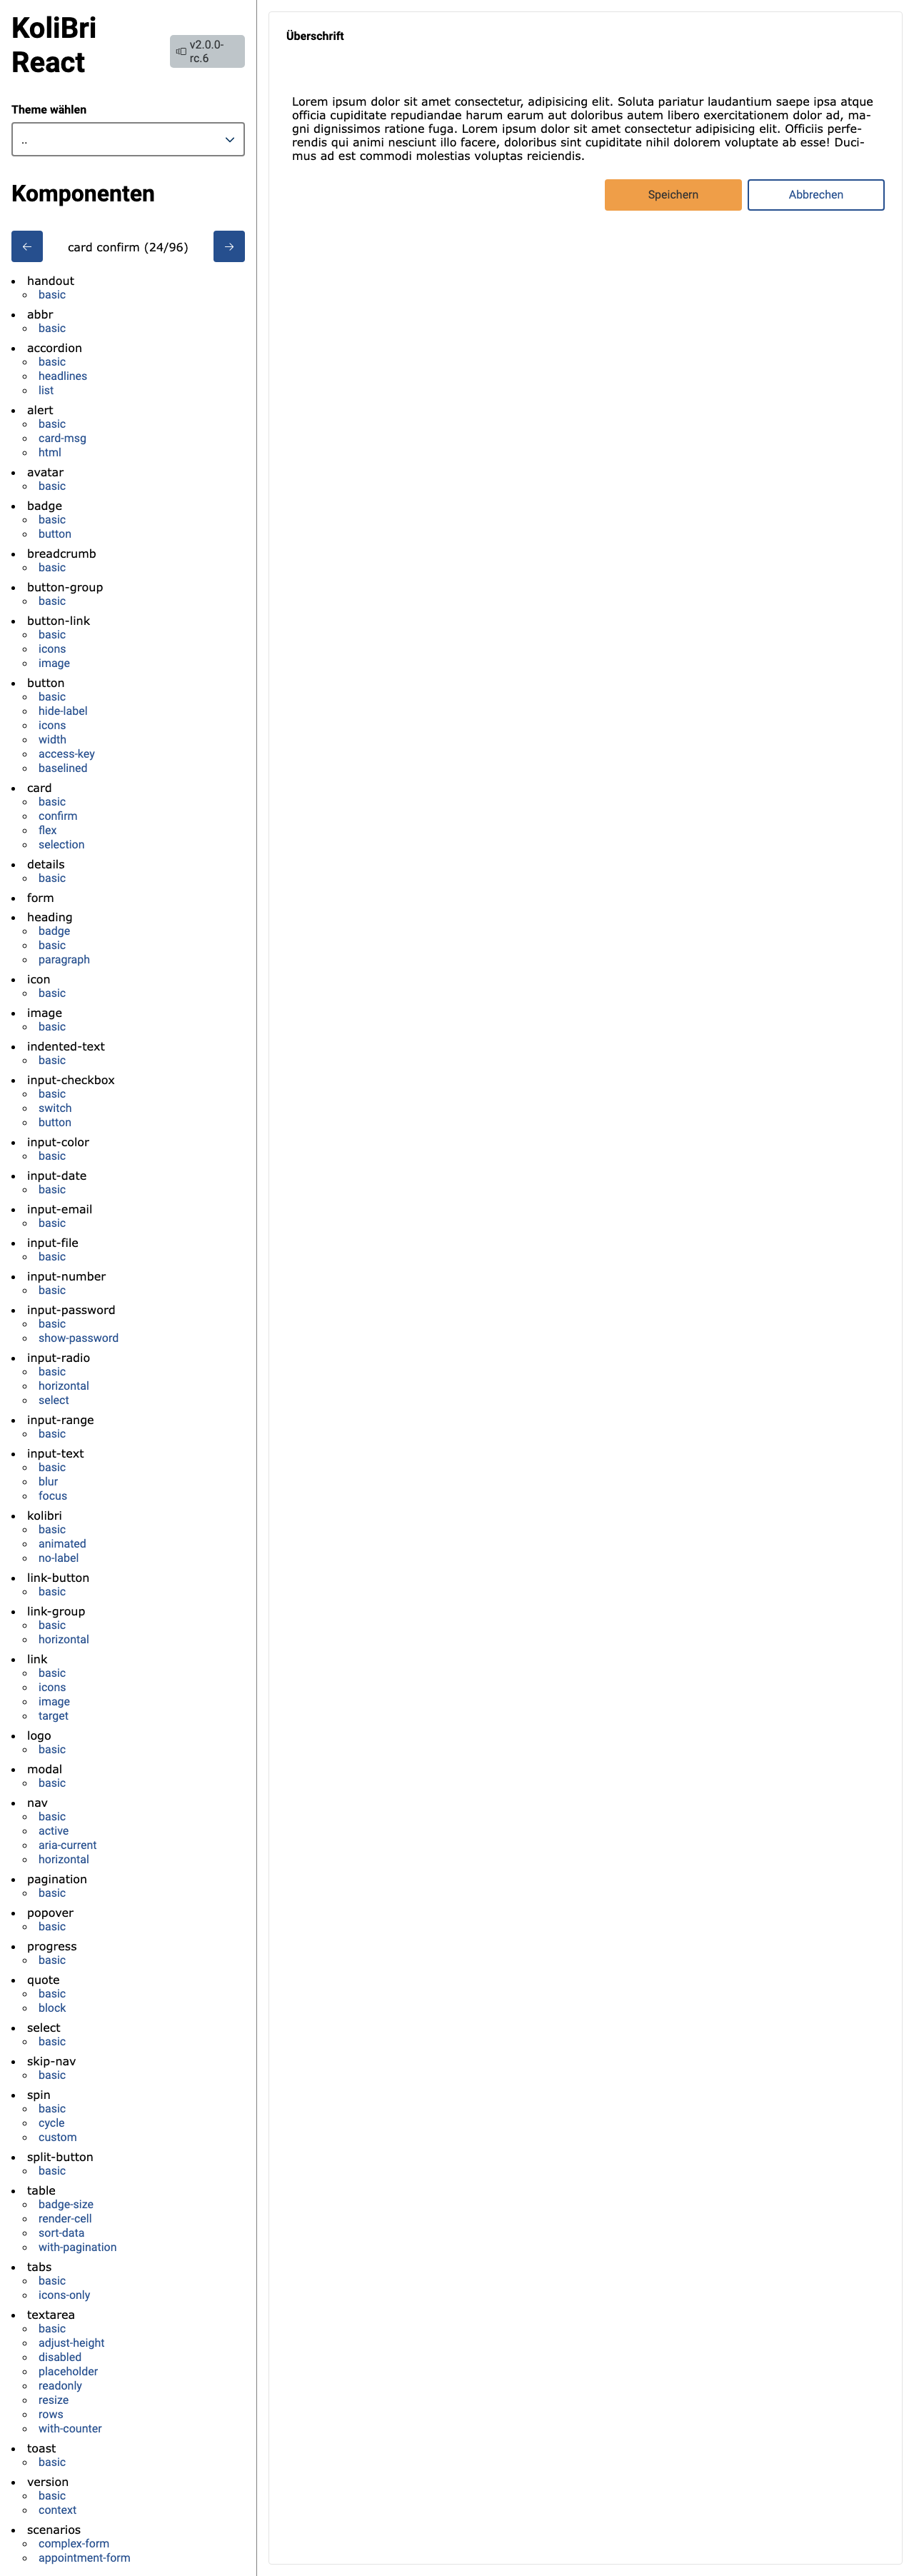 KoliBri
React
v2.0.0-
rc.6
Theme wählen
..
Komponenten
card confirm (24/96)
handout
basic
abbr
basic
accordion
basic
headlines
list
alert
basic
card-msg
html
avatar
basic
badge
basic
button
breadcrumb
basic
button-group
basic
button-link
basic
icons
image
button
basic
hide-label
icons
width
access-key
baselined
card
basic
confirm
flex
selection
details
basic
form
heading
badge
basic
paragraph
icon
basic
image
basic
indented-text
basic
input-checkbox
basic
switch
button
input-color
basic
input-date
basic
input-email
basic
input-file
basic
input-number
basic
input-password
basic
show-password
input-radio
basic
horizontal
select
input-range
basic
input-text
basic
blur
focus
kolibri
basic
animated
no-label
link-button
basic
link-group
basic
horizontal
link
basic
icons
image
target
logo
basic
modal
basic
nav
basic
active
aria-current
horizontal
pagination
basic
popover
basic
progress
basic
quote
basic
block
select
basic
skip-nav
basic
spin
basic
cycle
custom
split-button
basic
table
badge-size
render-cell
sort-data
with-pagination
tabs
basic
icons-only
textarea
basic
adjust-height
disabled
placeholder
readonly
resize
rows
with-counter
toast
basic
version
basic
context
scenarios
complex-form
appointment-form
Überschrift
Lorem ipsum dolor sit amet consectetur, adipisicing elit. Soluta pariatur laudantium saepe ipsa atque
officia cupiditate repudiandae harum earum aut doloribus autem libero exercitationem dolor ad, ma-
gni dignissimos ratione fuga. Lorem ipsum dolor sit amet consectetur adipisicing elit. Officiis perfe-
rendis qui animi nesciunt illo facere, doloribus sint cupiditate nihil dolorem voluptate ab esse! Duci-
mus ad est commodi molestias voluptas reiciendis.
Speichern
Abbrechen